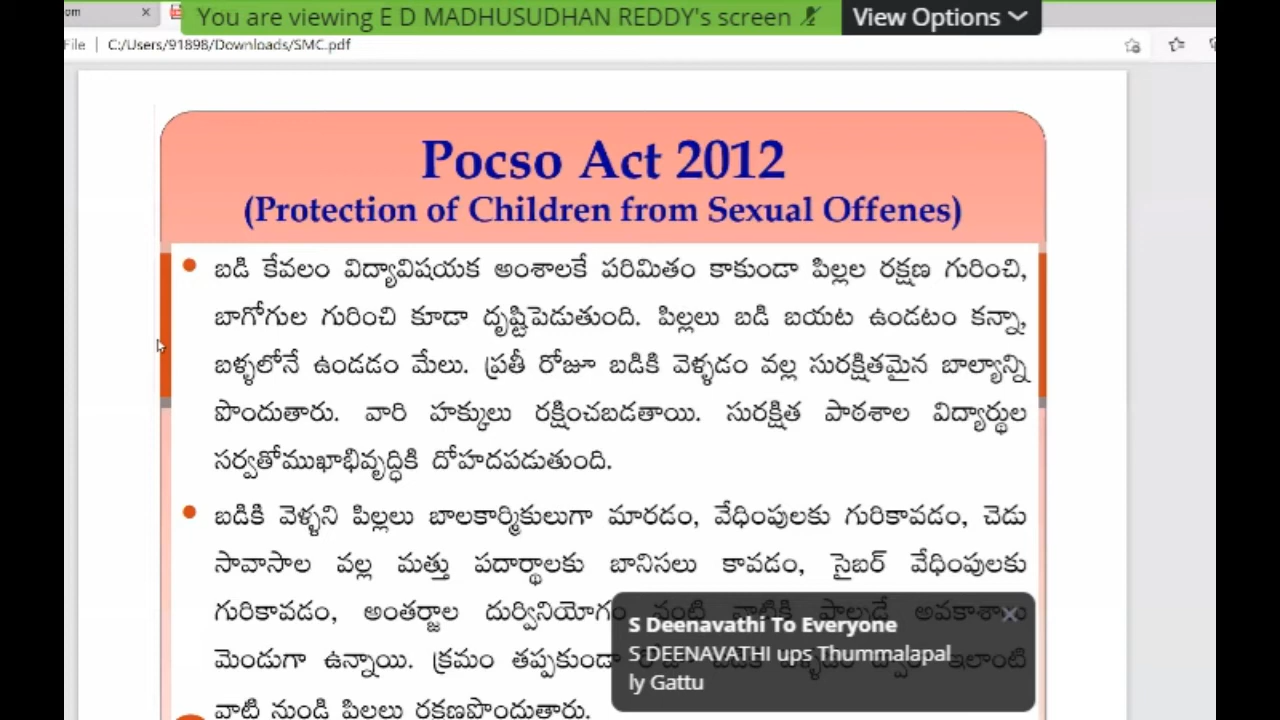 om
You are viewing E D MADHUSUDHAN REDDY's screen
View Options
File | C:/Users/91898/Downloads/SMC.pdf
Pocso Act 2012
(Protection of Children from Sexual Offenes)
బడి కేవలం విద్యావిషయక అంశాలకే పరిమితం కాకుండా పిల్లల రక్షణ గురించి,
బాగోగుల గురించి కూడా దృష్టిపెడుతుంది. పిల్లలు బడి బయట ఉండటం కన్నా,
బళ్ళలోనే ఉండడం మేలు. ప్రతీ రోజూ బడికి వెళ్ళడం వల్ల సురక్షితమైన బాల్యాన్ని
పొందుతారు. వారి హక్కులు రక్షించబడతాయి. సురక్షిత పాఠశాల విద్యార్థుల
సర్వతోముఖాభివృద్ధికి దోహదపడుతుంది.
బడికి వెళ్ళని పిల్లలు బాలకార్మికులుగా మారడం, వేధింపులకు గురికావడం, చెడు
సావాసాల వల్ల మత్తు పదార్థాలకు బానిసలు కావడం, సైబర్ వేధింపులకు
గురికావడం, అంతర్జాల దుర్వినియోగం వంటి వాటికి పాల్పడే అవకాశాలు
మెండుగా ఉన్నాయి. క్రమం తప్పకుండా ఇలాంటి
వాటి నుండి పిల్లలు రక్షణపొందుతారు.
S Deenavathi To Everyone
S DEENAVATHI ups Thummalapal
ly Gattu